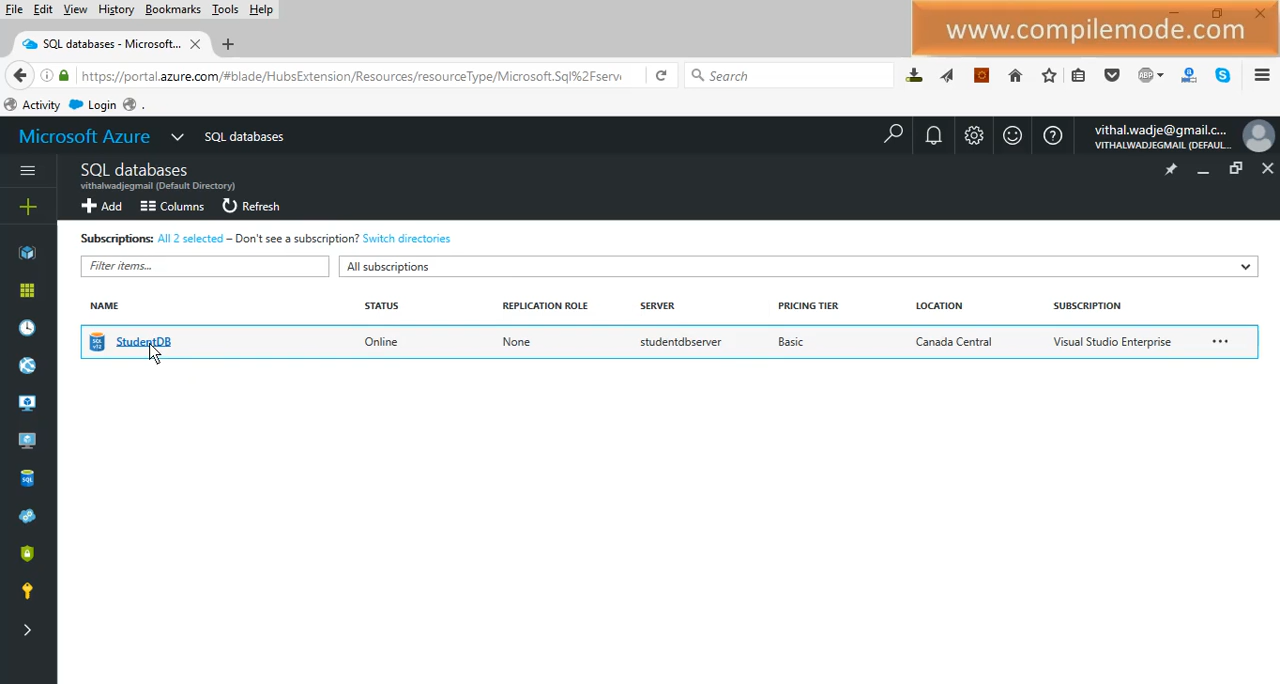 File Edit View History Bookmarks Tools Help
www.compilemode.com
SQL databases - Microsoft...
https://portal.azure.com/#blade/HubsExtension/Resources/resourceType/Microsoft.Sql%2Fserv
Search
ABP
Activity Login .
Microsoft Azure SQL databases
vithal.wadje@gmail.c...
VITHALWADJEGMAIL (DEFAUL...
SQL databases
vithalwadjegmail (Default Directory)
Add Columns Refresh
Subscriptions: All 2 selected – Don't see a subscription? Switch directories
Filter items... All subscriptions
NAME STATUS REPLICATION ROLE SERVER PRICING TIER LOCATION SUBSCRIPTION
StudentDB Online None studentdbserver Basic Canada Central Visual Studio Enterprise ...
SQL